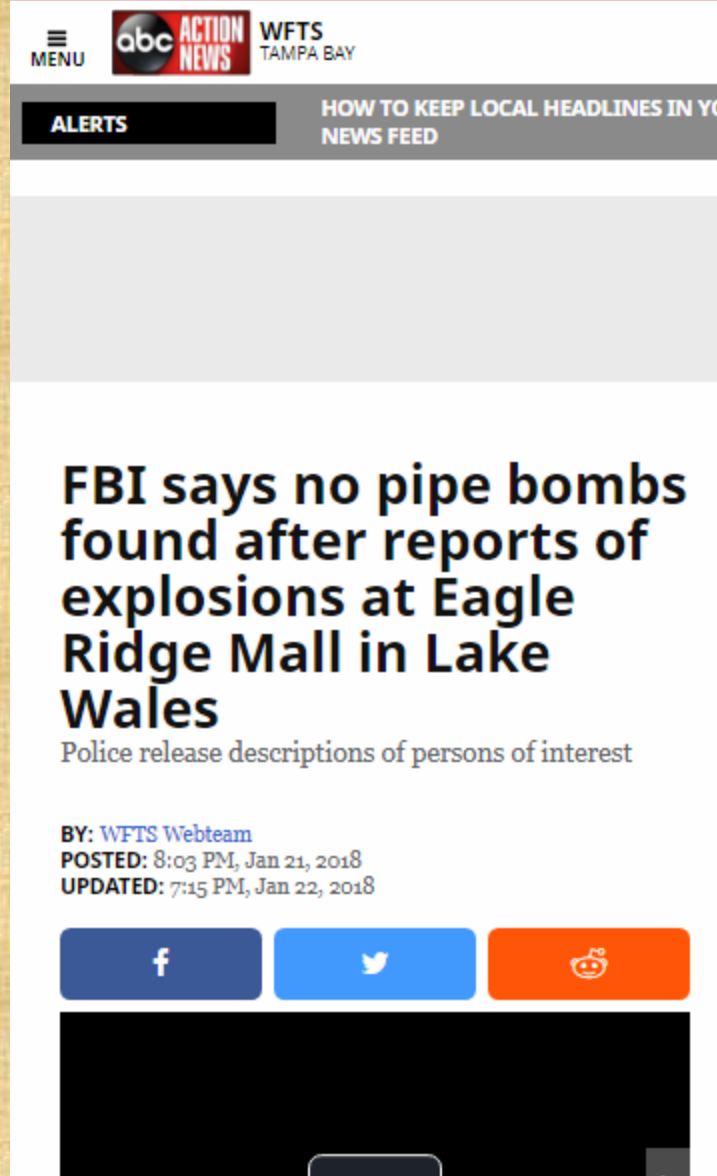 MENU
abc ACTION NEWS
WFTS
TAMPA BAY
ALERTS
HOW TO KEEP LOCAL HEADLINES IN YO
NEWS FEED
FBI says no pipe bombs
found after reports of
explosions at Eagle
Ridge Mall in Lake
Wales
Police release descriptions of persons of interest
BY: WFTS Webteam
POSTED: 8:03 PM, Jan 21, 2018
UPDATED: 7:15 PM, Jan 22, 2018